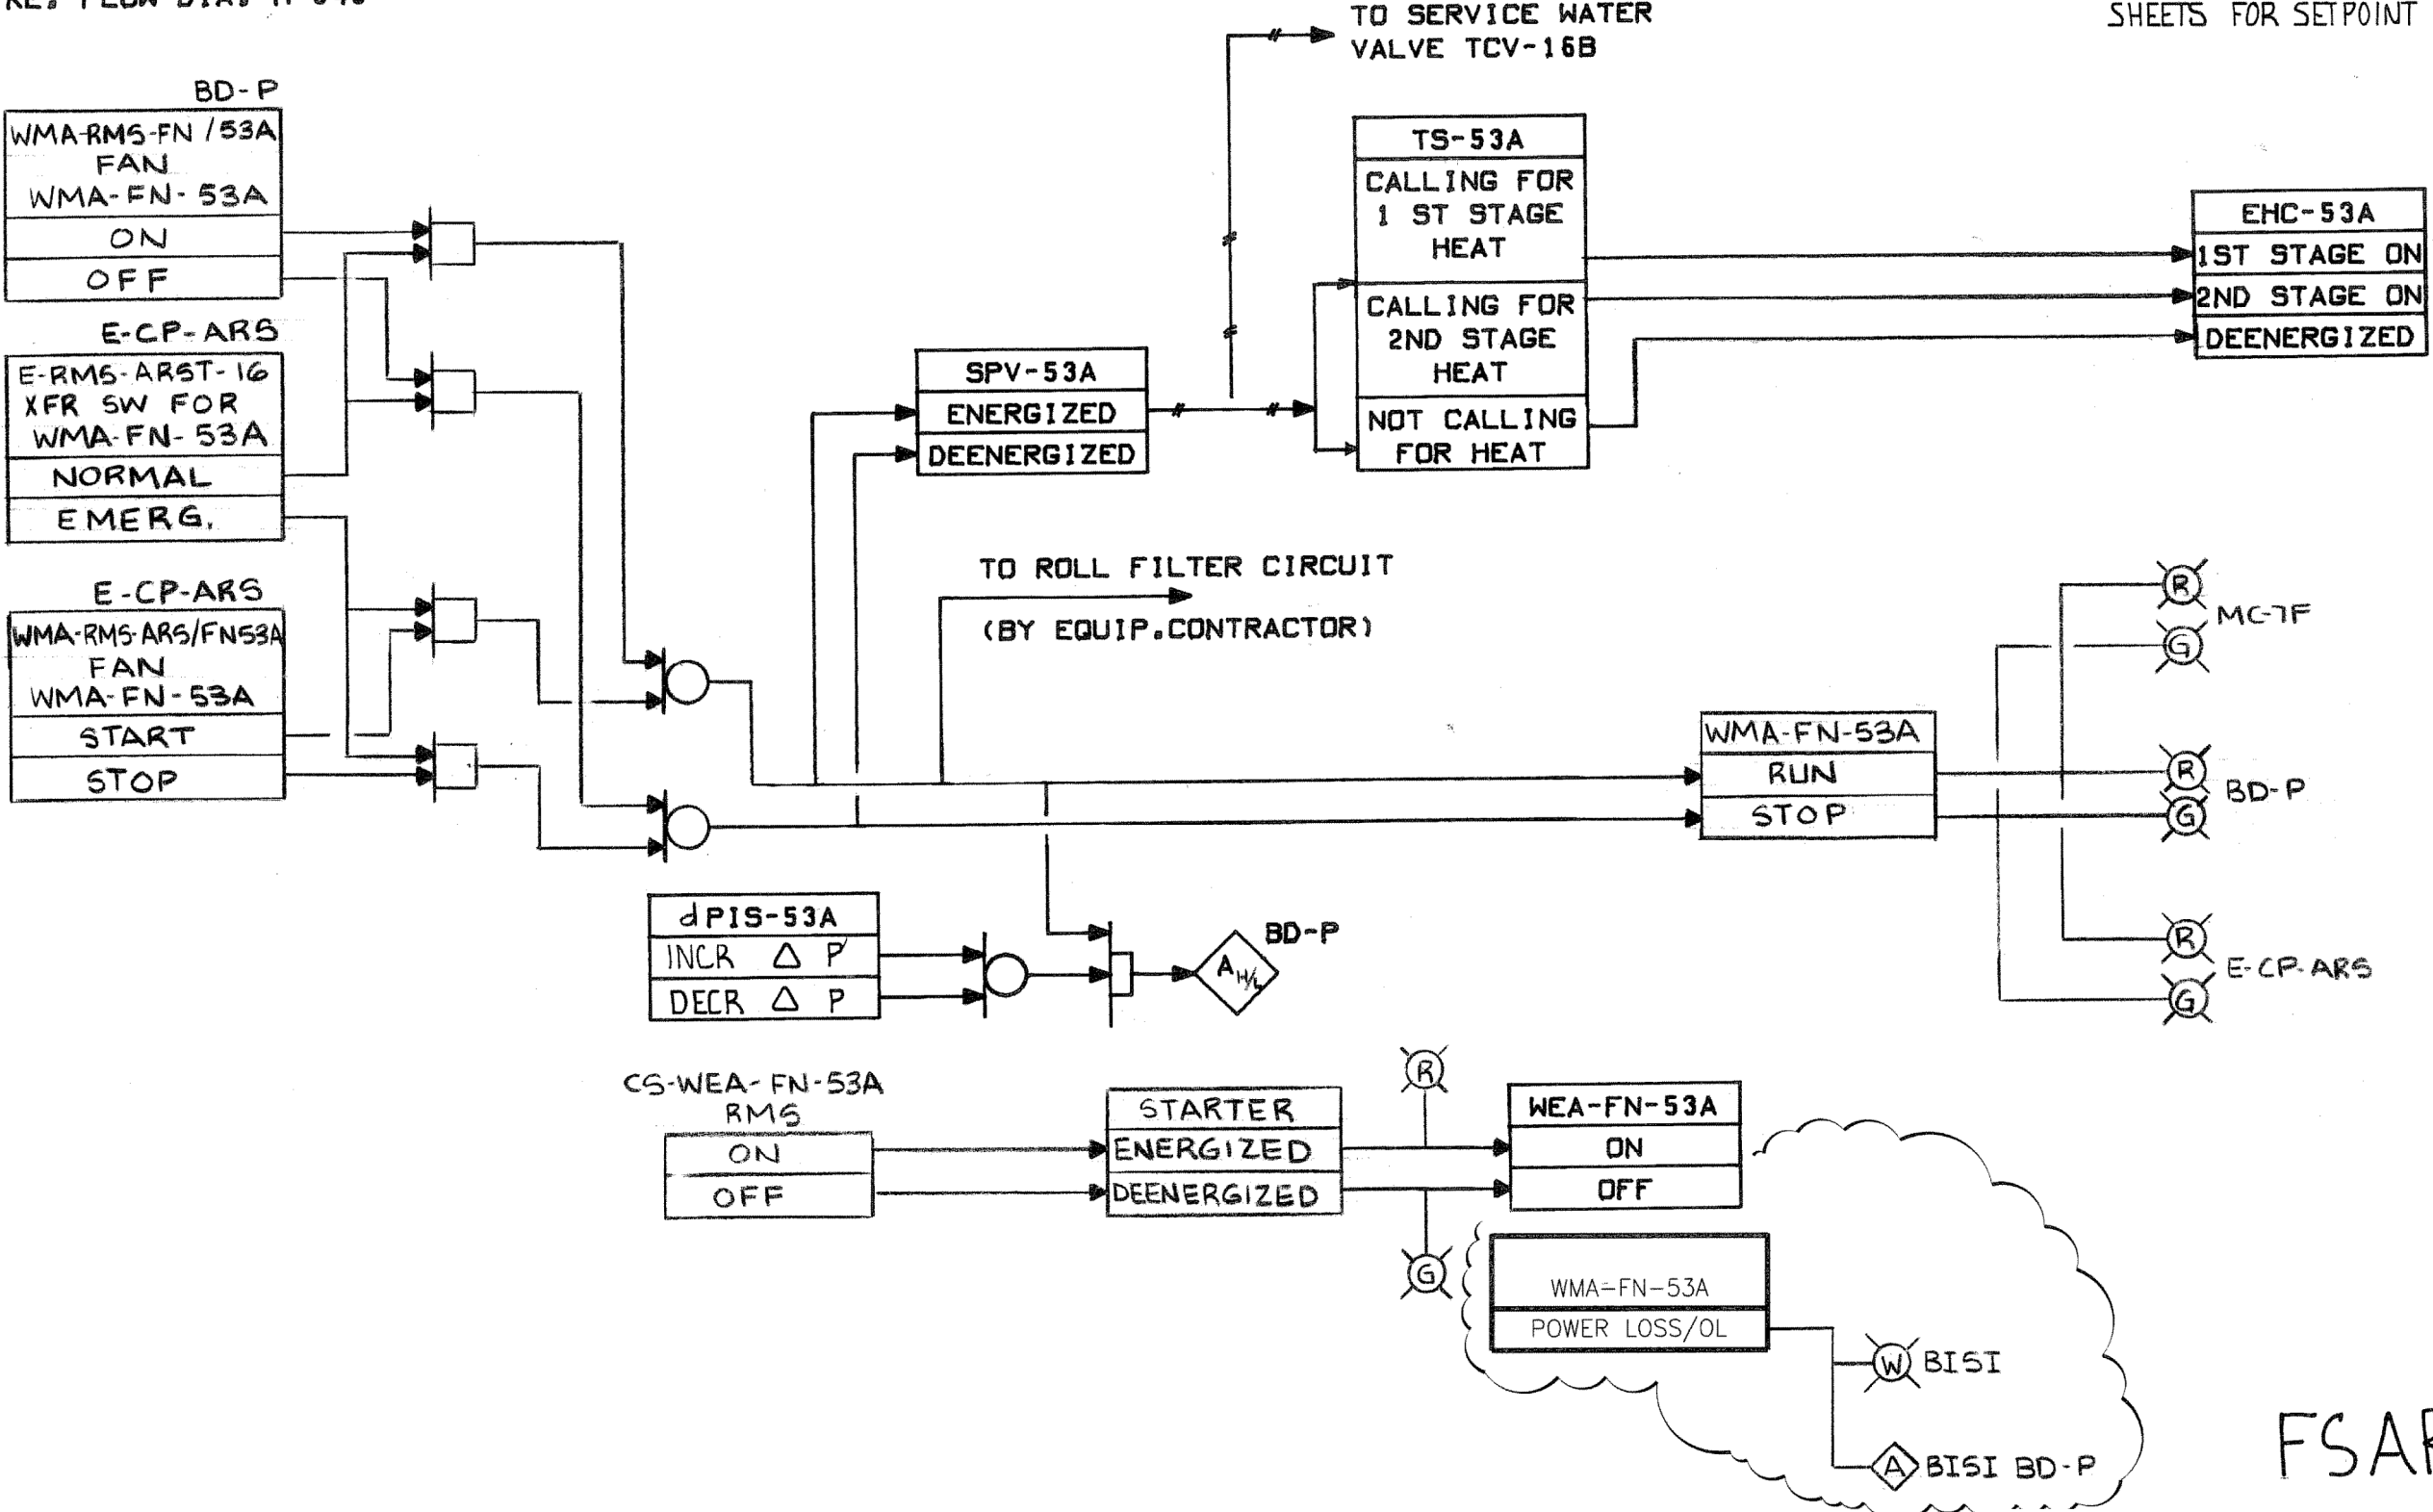 TO SERVICE WATER
VALVE TCV-16B
SHEETS FOR SETPOINT
BD-P
WMA-RMS-FN/53A
FAN
WMA-FN-53A
ON
OFF
E-CP-ARS
E-RMS-ARST-16
XFR SW FOR
WMA-FN-53A
NORMAL
EMERG.
E-CP-ARS
WMA-RMS-ARS/FN53A
FAN
WMA-FN-53A
START
STOP
SPV-53A
ENERGIZED
DEENERGIZED
TS-53A
CALLING FOR
1 ST STAGE
HEAT
CALLING FOR
2ND STAGE
HEAT
NOT CALLING
FOR HEAT
EHC-53A
1ST STAGE ON
2ND STAGE ON
DEENERGIZED
TO ROLL FILTER CIRCUIT
(BY EQUIP.CONTRACTOR)
WMA-FN-53A
RUN
STOP
R
MC-7F
G
R
BD-P
G
R
E-CP-ARS
G
dPIS-53A
INCR △ P
DECR △ P
A H/L
BD-P
CS-WEA-FN-53A
RMS
ON
OFF
STARTER
ENERGIZED
DEENERGIZED
R
G
WEA-FN-53A
ON
OFF
WMA-FN-53A
POWER LOSS/OL
W BISI
A BISI BD-P